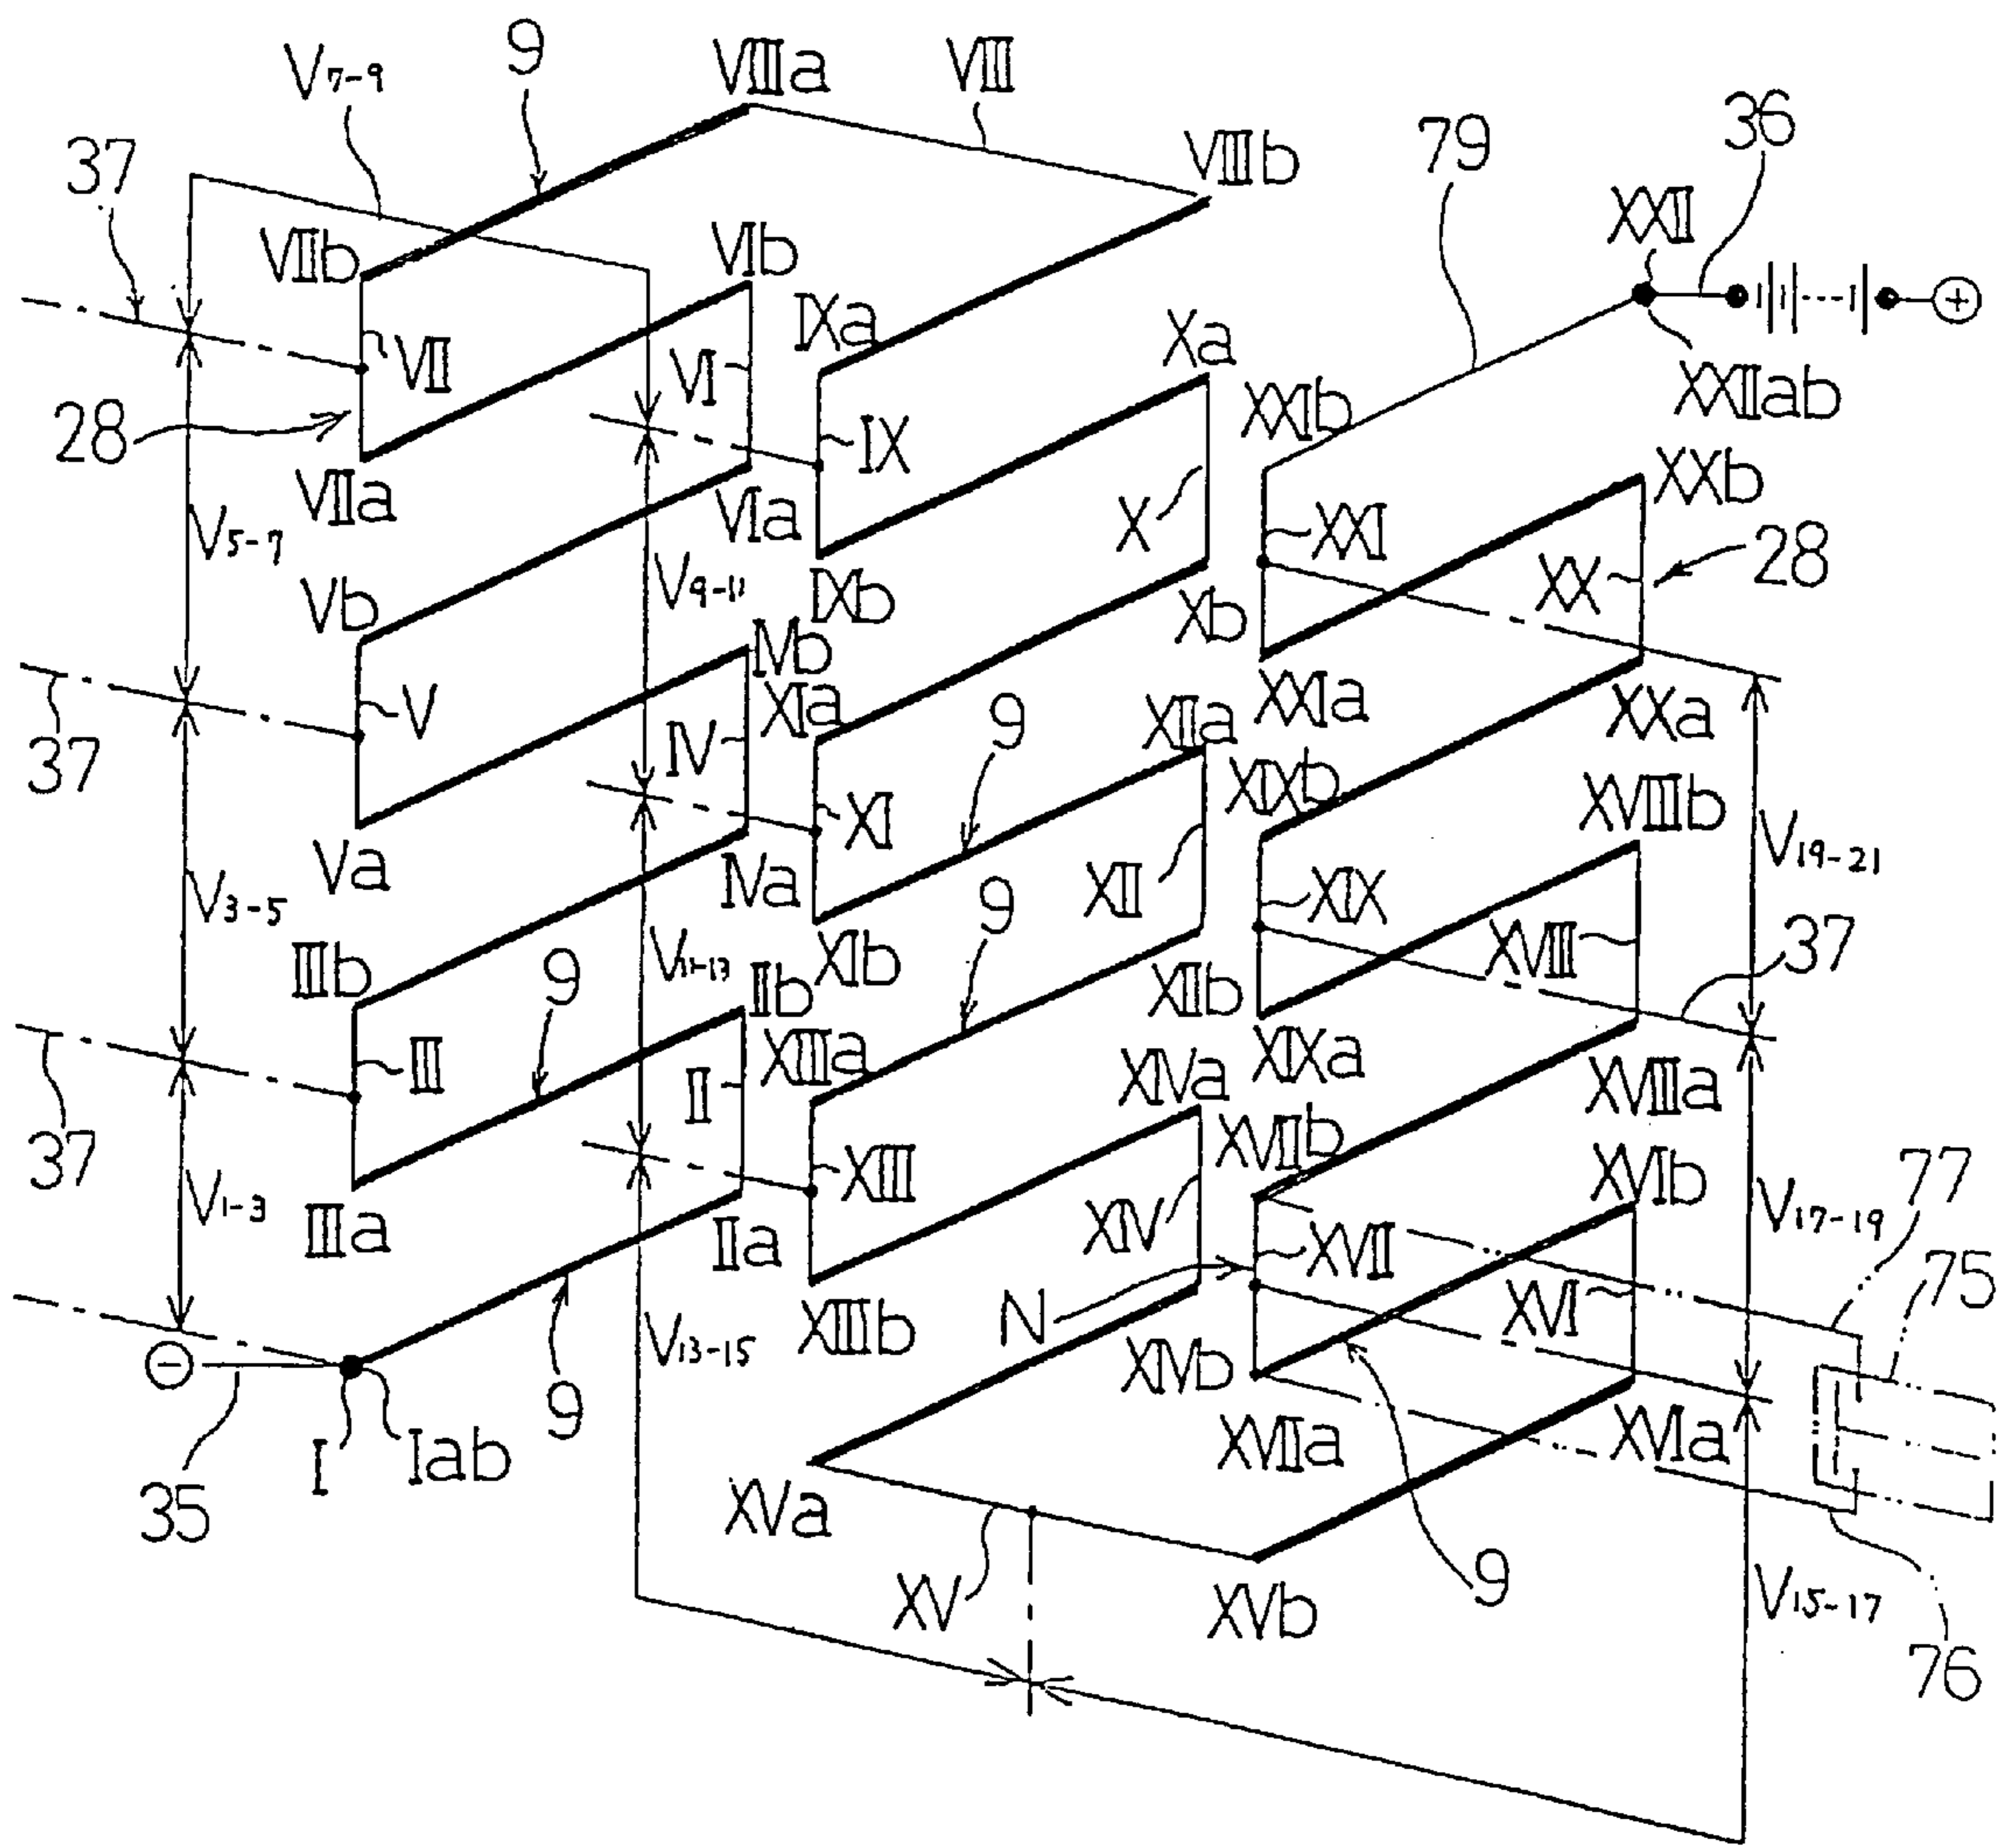 V7-9
9
VIIIa
VIII
37
VIIb
VIb
VIIIb
79
36
XXII
+
IXa
Xa
VII
VI
28
XXIb
XXIIab
VIIa
VIa
IX
X
XXb
V5-7
V9-11
XXI
XX
28
Vb
IXb
Xb
IVb
XIa
9
XIIa
XXIa
XXa
37
V
IV
XIXb
XVIIIb
XI
Va
IVa
XII
V19-21
V3-5
9
XIX
IIIb
9
V11-13
XIb
XVIII
37
IIb
XIIb
XIIIa
XIXa
III
II
XIVa
XVIIIa
37
XVIIb
XVIb
77
V1-3
XIII
XIV
IIIa
IIa
XVII
V17-19
75
N
XVI
XIIIb
V13-15
−
XIVb
XVIIa
XVIa
35
I
Iab
9
XVa
XV
XVb
9
V15-17
76